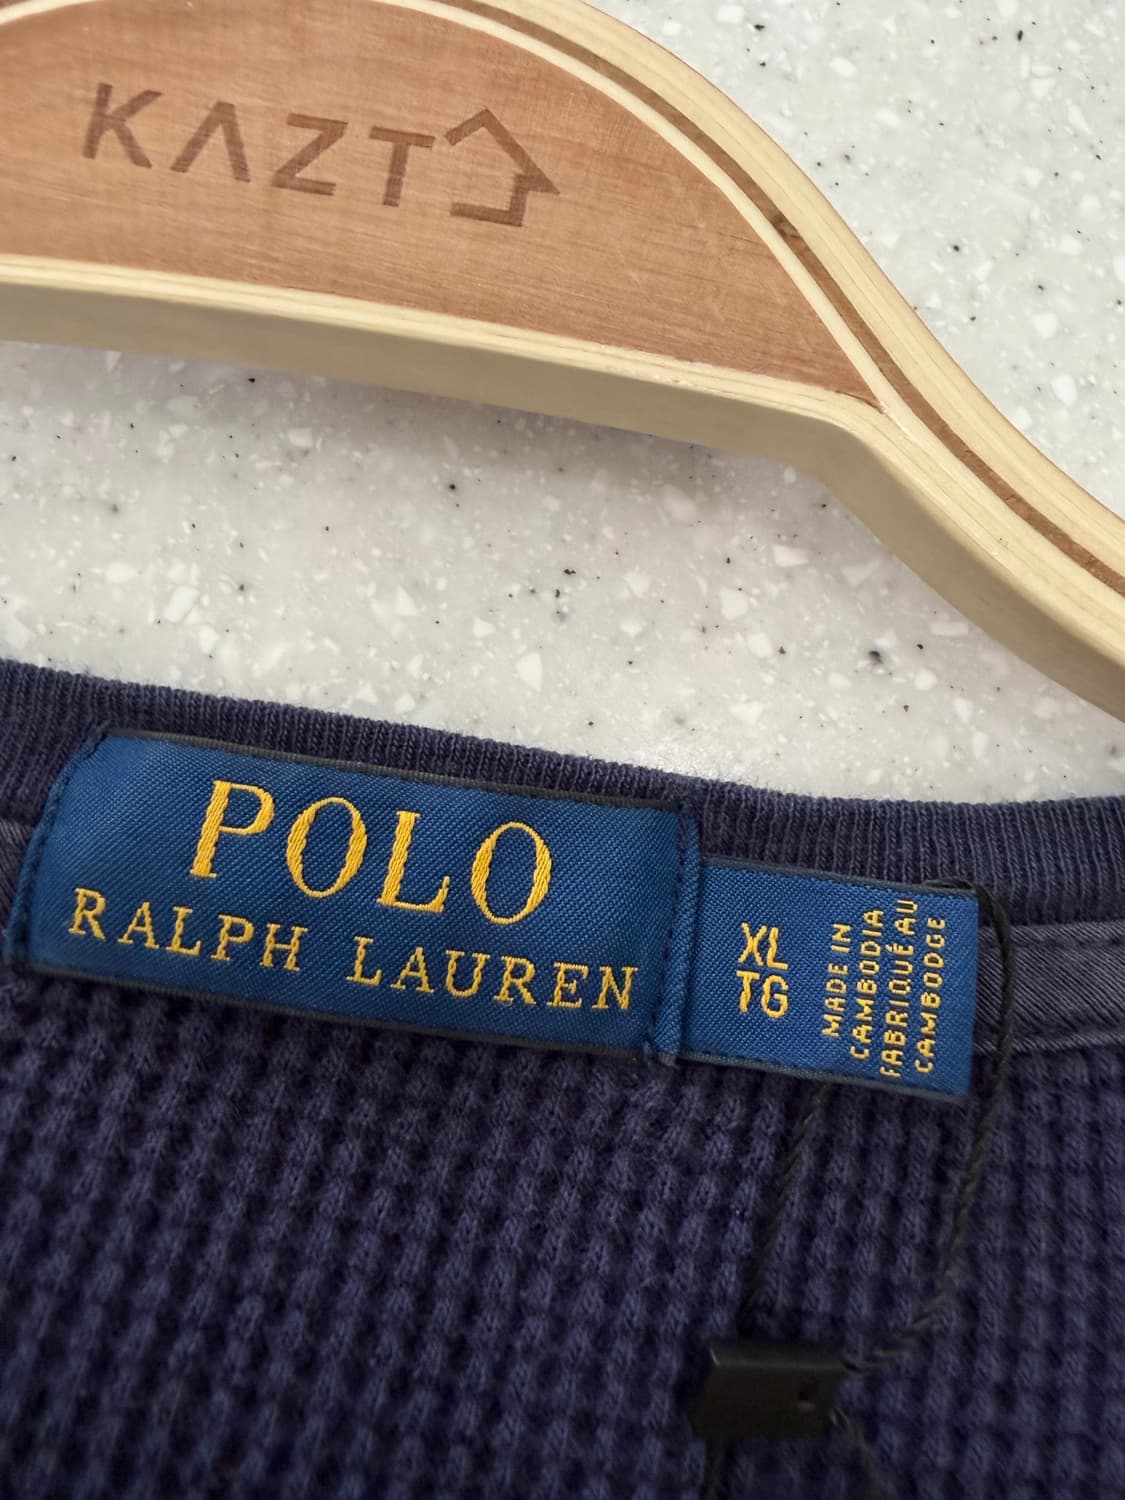 KAZT
POLO
RALPH LAUREN
XL
TG
MADE IN
CAMBODIA
FABRIQUÉ AU
CAMBODGE